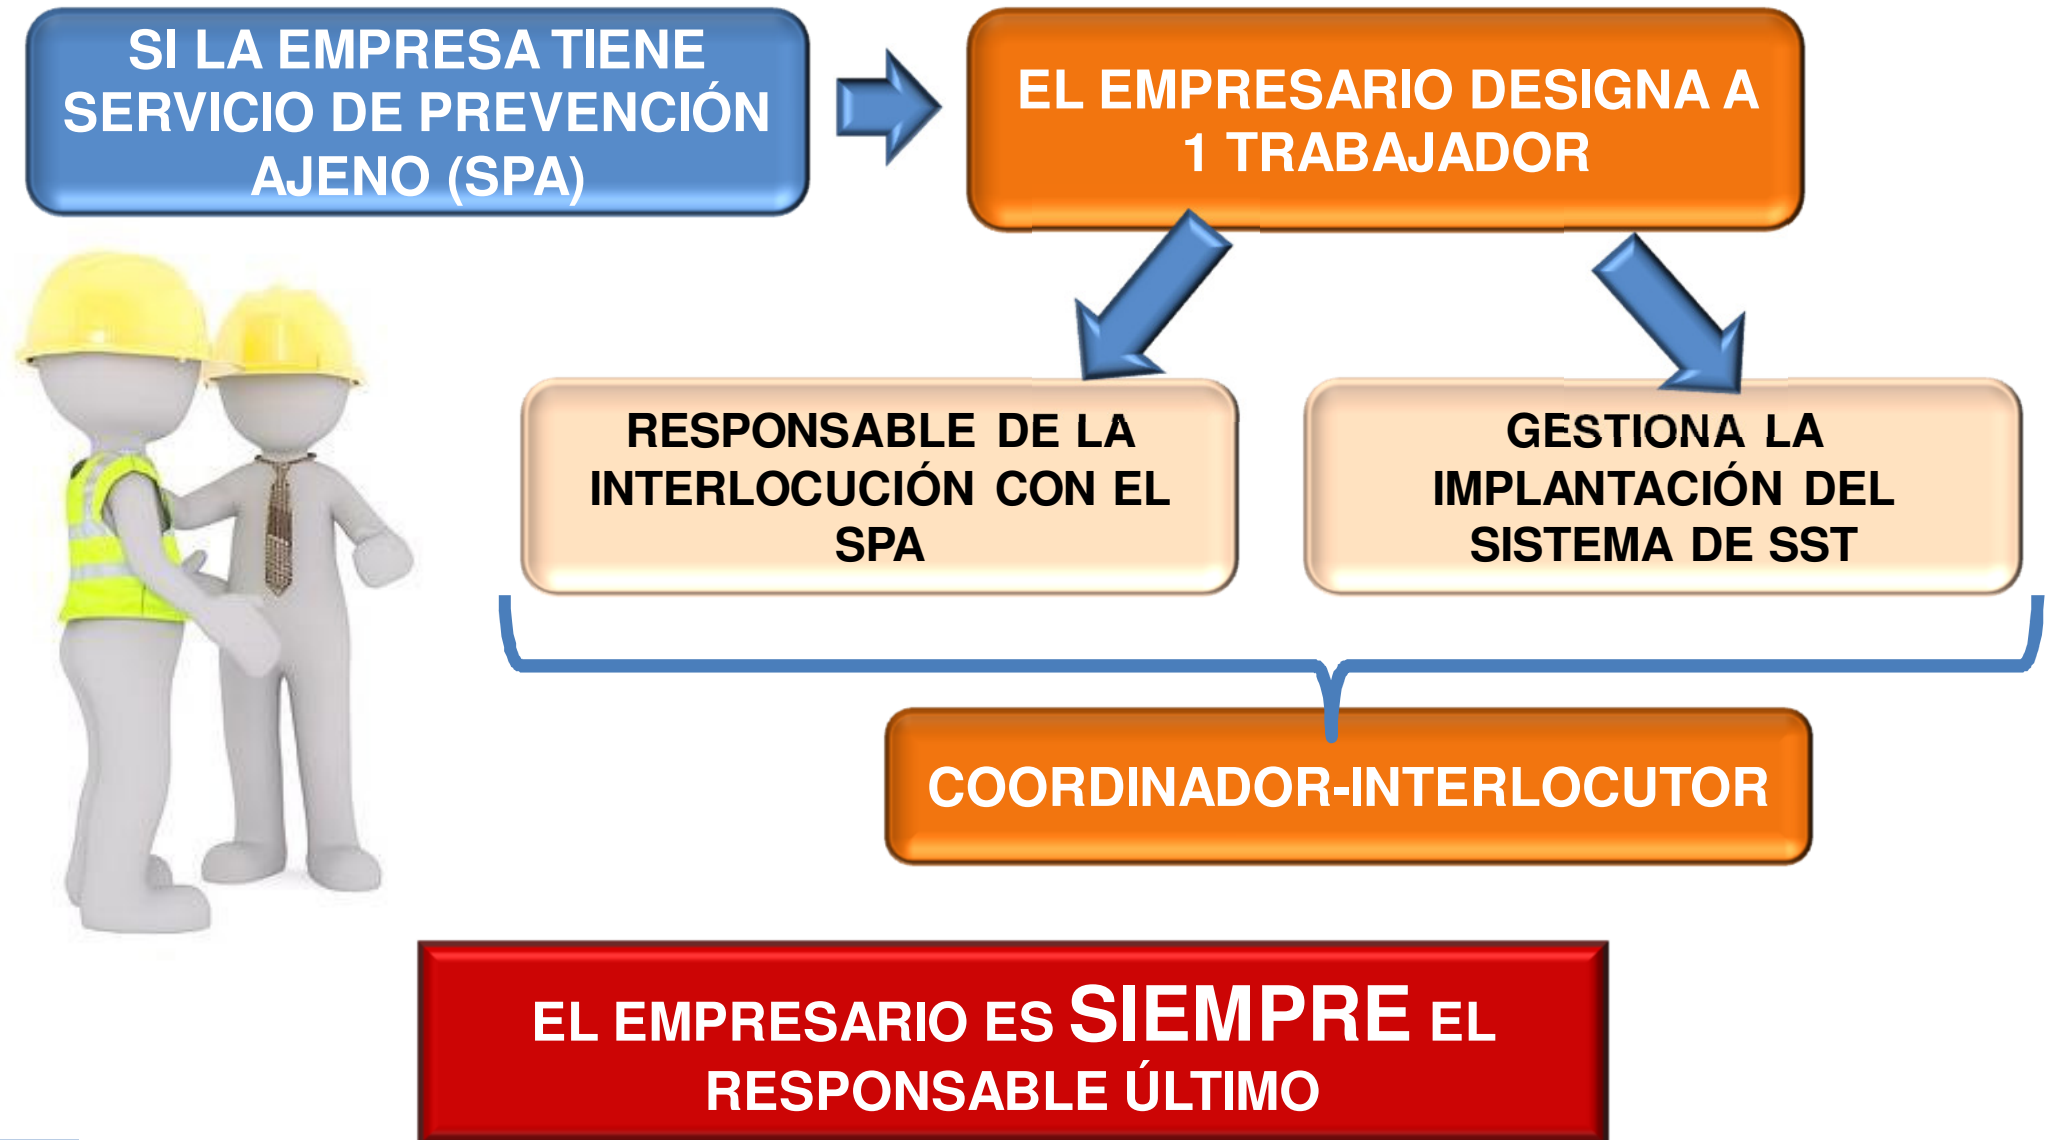 SI LA EMPRESA TIENE
SERVICIO DE PREVENCIÓN
AJENO (SPA)
EL EMPRESARIO DESIGNA A
1 TRABAJADOR
RESPONSABLE DE LA
INTERLOCUCIÓN CON EL
SPA
GESTIONA LA
IMPLANTACIÓN DEL
SISTEMA DE SST
COORDINADOR-INTERLOCUTOR
EL EMPRESARIO ES SIEMPRE EL
RESPONSABLE ÚLTIMO